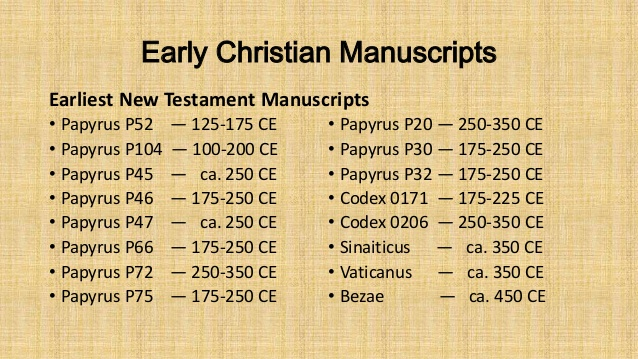 Early Christian Manuscripts
Earliest New Testament Manuscripts
• Papyrus P52 — 125-175 CE
• Papyrus P104 — 100-200 CE
• Papyrus P45 — ca. 250 CE
• Papyrus P46 — 175-250 CE
• Papyrus P47 — ca. 250 CE
• Papyrus P66 — 175-250 CE
• Papyrus P72 — 250-350 CE
• Papyrus P75 — 175-250 CE
• Papyrus P20 — 250-350 CE
• Papyrus P30 — 175-250 CE
• Papyrus P32 — 175-250 CE
• Codex 0171 — 175-225 CE
• Codex 0206 — 250-350 CE
• Sinaiticus — ca. 350 CE
• Vaticanus — ca. 350 CE
• Bezae — ca. 450 CE